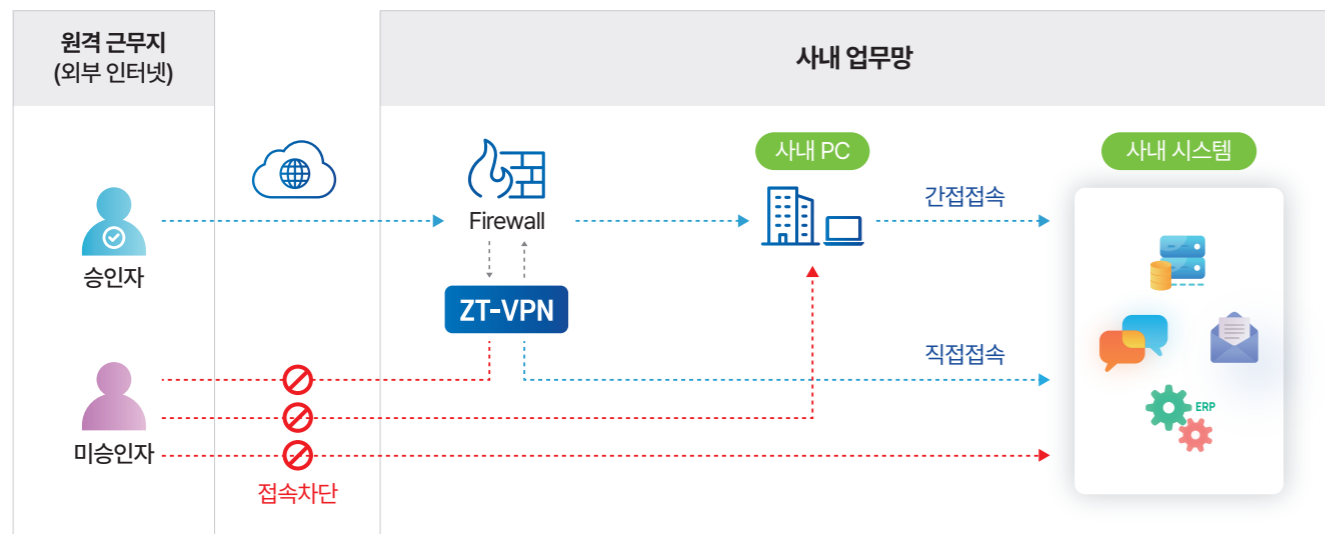 원격 근무지
(외부 인터넷)
사내 업무망
사내 PC
사내 시스템
간접접속
Firewall
승인자
ZT-VPN
직접접속
ERP
미승인자
접속차단